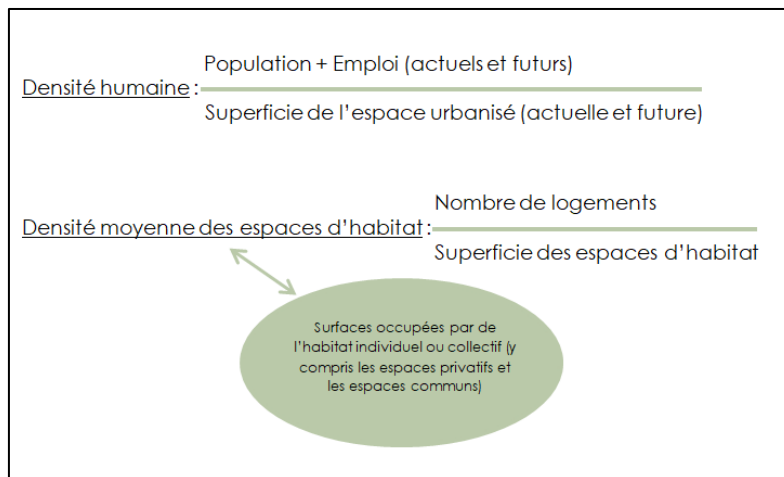 Population + Emploi (actuels et futurs)
Densité humaine :
Superficie de l'espace urbanisé (actuelle et future)
Nombre de logements
Densité moyenne des espaces d'habitat :
Superficie des espaces d'habitat
Surfaces occupées par de
l'habitat individuel ou collectif (y
compris les espaces privatifs et
les espaces communs)